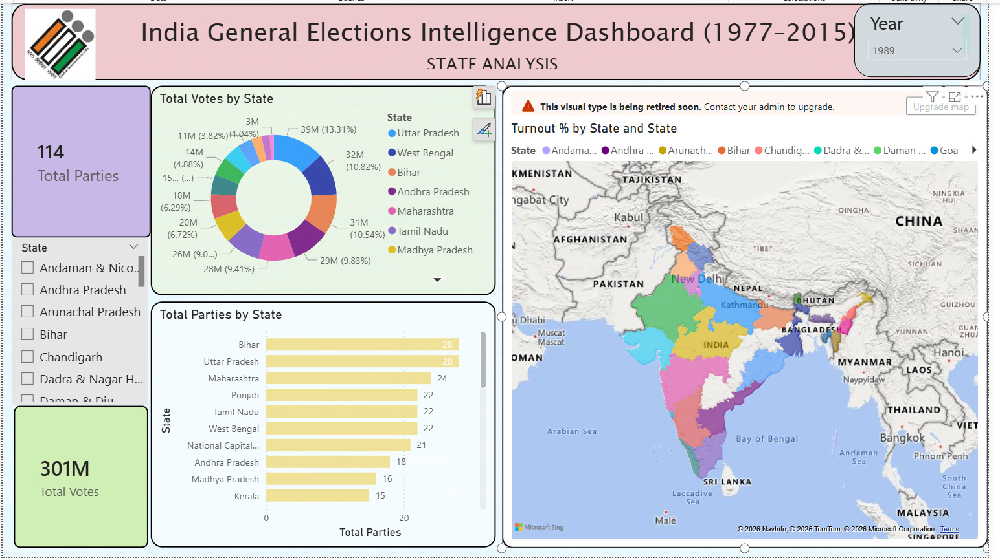 India General Elections Intelligence Dashboard (1977-2015)
STATE ANALYSIS
Year
1989
114
Total Parties
State
Andaman & Nico...
Andhra Pradesh
Arunachal Pradesh
Bihar
Chandigarh
Dadra & Nagar H...
Daman & Diu
301M
Total Votes
Total Votes by State
39M (13.31%)
32M
(10.82%)
31M
(10.54%)
29M (9.83%)
28M (9.41%)
26M (9.0...)
20M
(6.72%)
18M
(6.29%)
15... (...)
14M
(4.88%)
11M (3.82%)
3M
(1.04%)
State
Uttar Pradesh
West Bengal
Bihar
Andhra Pradesh
Maharashtra
Tamil Nadu
Madhya Pradesh
Total Parties by State
State
Bihar 28
Uttar Pradesh 28
Maharashtra 24
Punjab 22
Tamil Nadu 22
West Bengal 22
National Capital... 21
Andhra Pradesh 18
Madhya Pradesh 16
Kerala 15
0 20
Total Parties
This visual type is being retired soon. Contact your admin to upgrade.
Upgrade map
Turnout % by State and State
State Andama... Andhra ... Arunach... Bihar Chandig... Dadra &... Daman ... Goa
KMENISTAN
TAJIKISTAN
hgabat City
NINGXIA
HUI
QINGHAI
Kabul
CHINA
SHAAN
AFGHANISTAN
TIBET
SICHUAN
New Delhi
PAKISTAN
NEPAL
BHUTAN
Kathmandu
GUIZHOU
u Dhabi
Muscat
Mascat
BANGLADESH
YUNNAN
GUAN
ZHUA
INDIA
OMAN
Hanoi
MYANMAR
LAOS
Naypyidaw
THAILAND
VIET
Arabian Sea
Bay of Bengal
Bangkok
Andaman
Sea
Phnom Penh
SRI LANKA
South
China
Sea
Laccadive
Sea
MALAYSIA
Malé
Microsoft Bing
© 2026 NavInfo, © 2026 TomTom, © 2026 Microsoft Corporation Terms
SINGAPORE